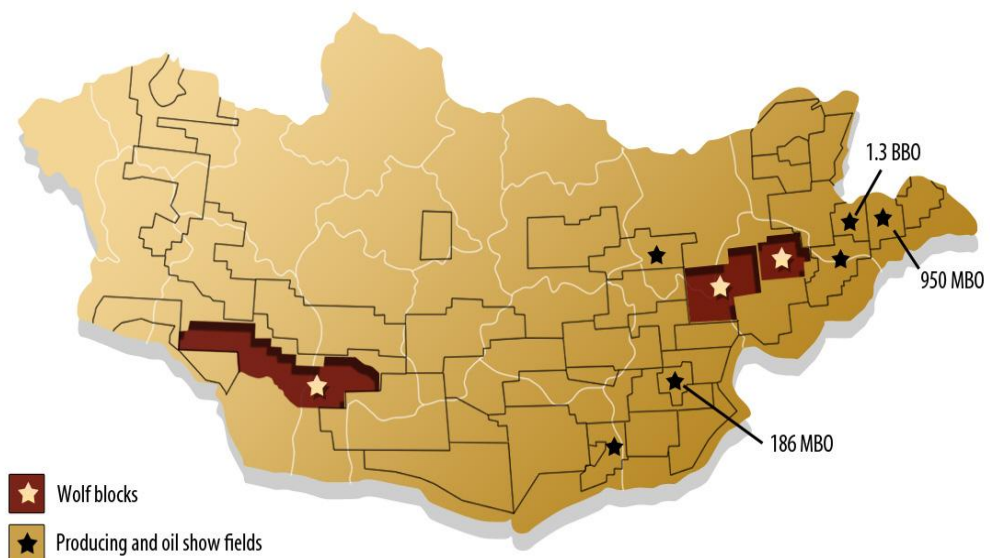 1.3 BBO
950 MBO
186 MBO
Wolf blocks
Producing and oil show fields